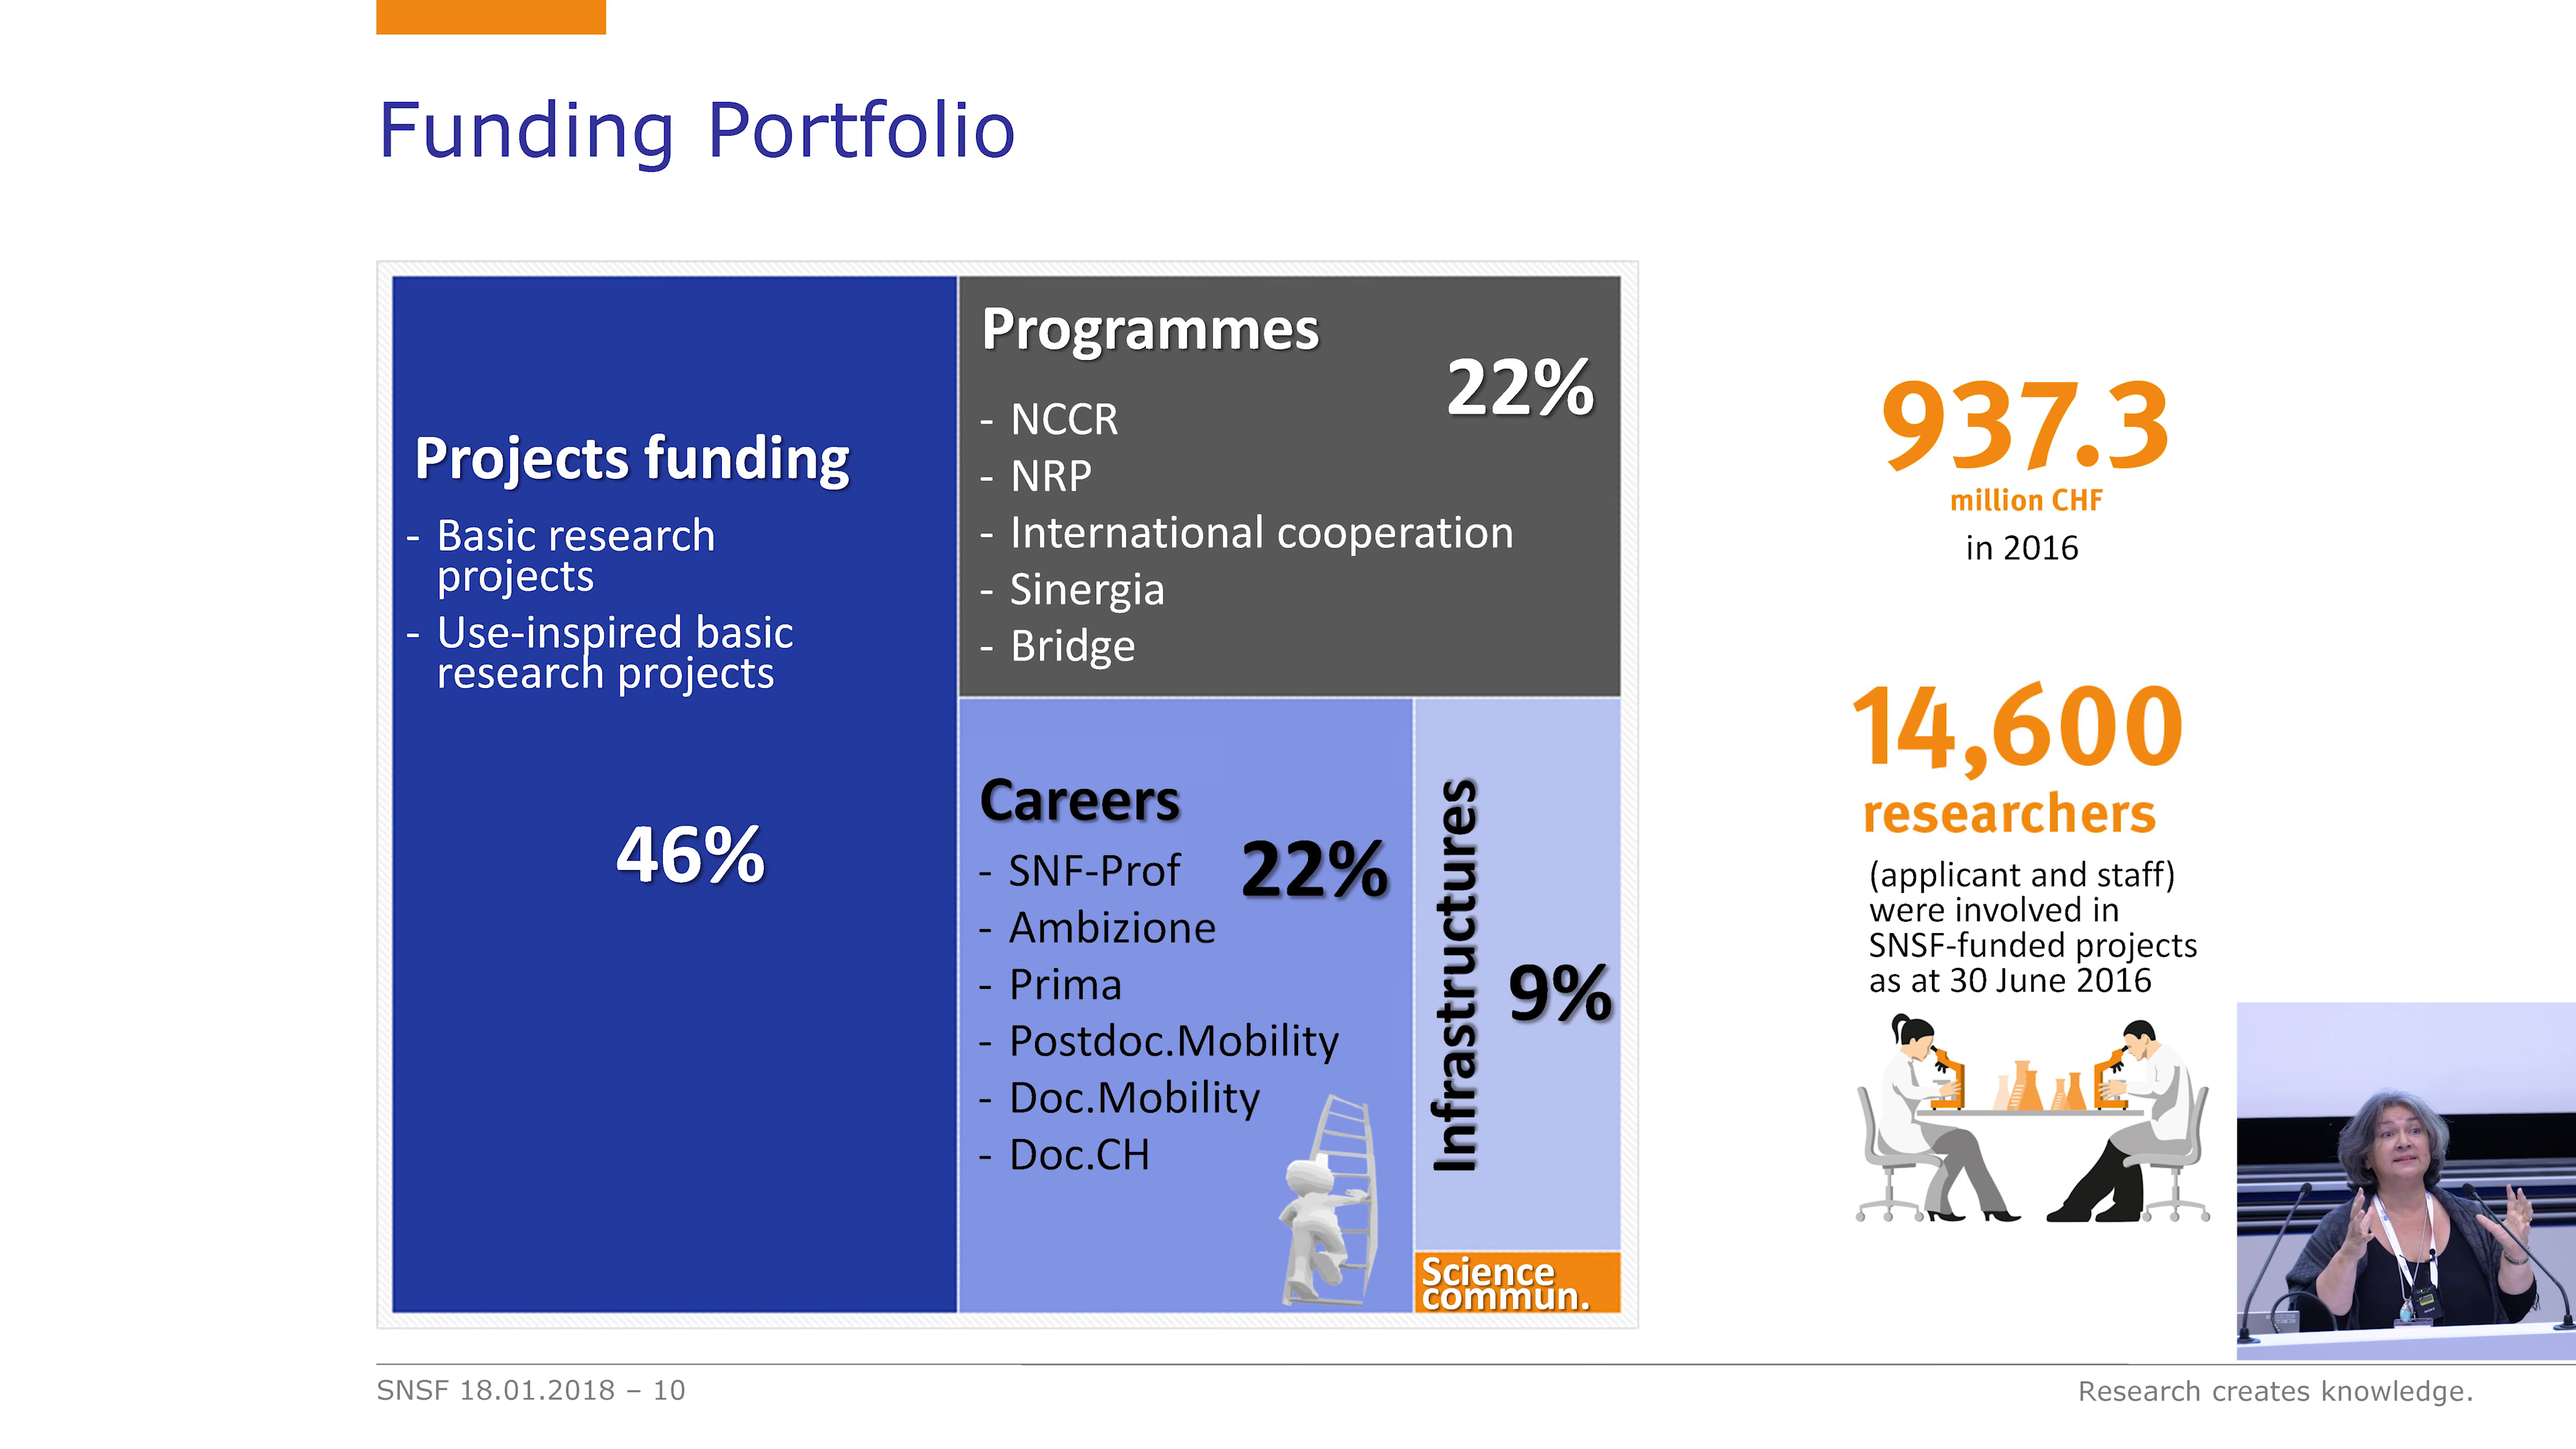 Funding Portfolio
Projects funding
- Basic research
projects
- Use-inspired basic
research projects
46%
Programmes
22%
- NCCR
- NRP
- International cooperation
- Sinergia
- Bridge
Careers
22%
- SNF-Prof
- Ambizione
- Prima
- Postdoc.Mobility
- Doc.Mobility
- Doc.CH
Infrastructures
9%
Science
commun.
937.3
million CHF
in 2016
14,600
researchers
(applicant and staff)
were involved in
SNSF-funded projects
as at 30 June 2016
SNSF 18.01.2018 – 10
Research creates knowledge.